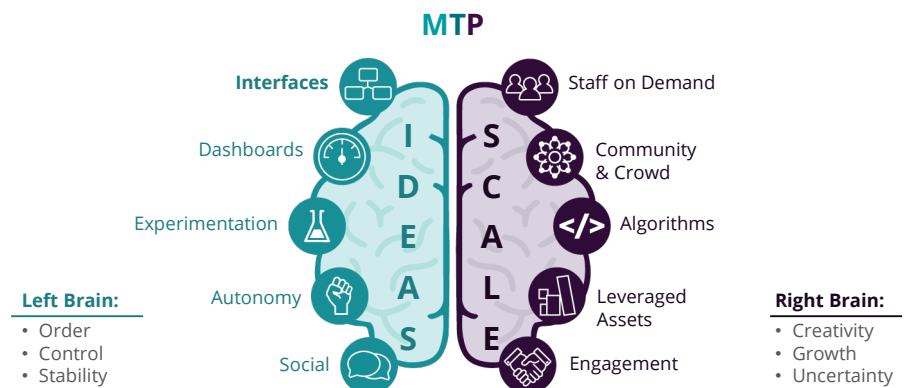 MTP
Interfaces
Dashboards
Experimentation
Autonomy
Social
I
D
E
A
S
S
C
A
L
E
Staff on Demand
Community
& Crowd
</>
Algorithms
Leveraged
Assets
Engagement
Left Brain:
• Order
• Control
• Stability
Right Brain:
• Creativity
• Growth
• Uncertainty